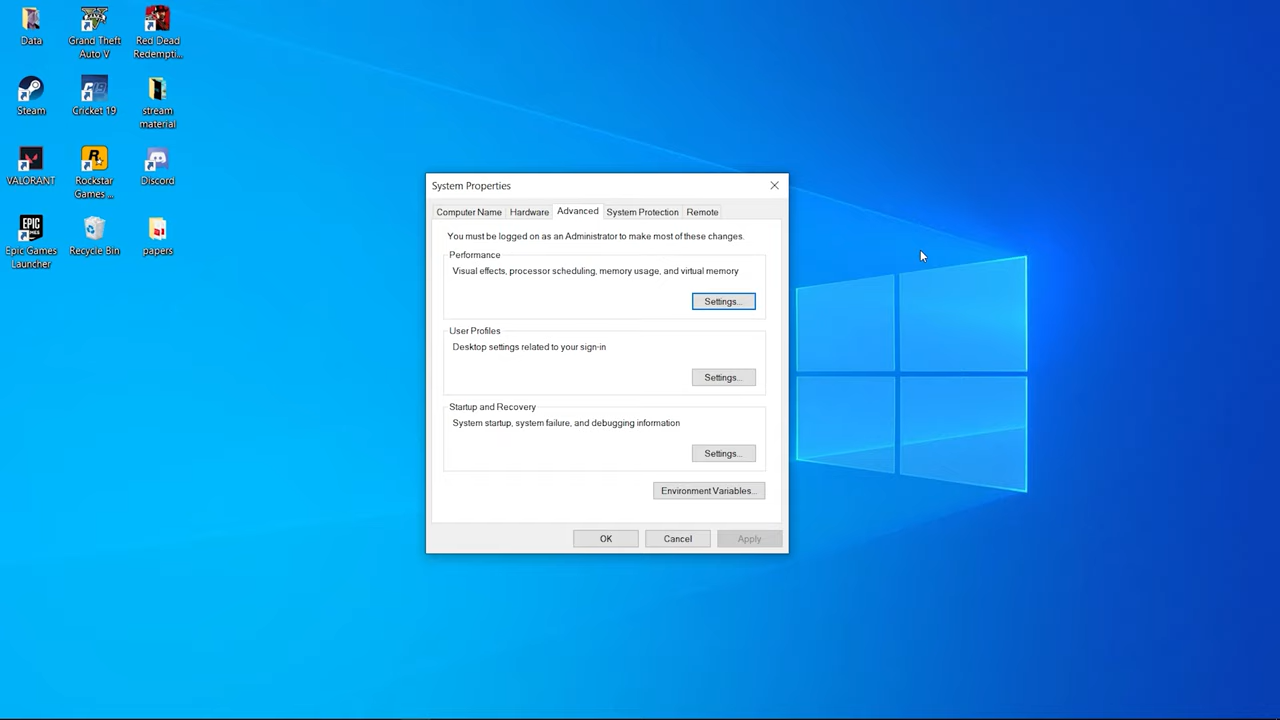 Data
Grand Theft
Auto V
Red Dead
Redempti...
Steam
Cricket 19
stream
material
VALORANT
Rockstar
Games ...
Discord
EPIC
GAMES
Epic Games
Launcher
Recycle Bin
papers
System Properties
Computer Name
Hardware
Advanced
System Protection
Remote
You must be logged on as an Administrator to make most of these changes.
Performance
Visual effects, processor scheduling, memory usage, and virtual memory
Settings...
User Profiles
Desktop settings related to your sign-in
Settings...
Startup and Recovery
System startup, system failure, and debugging information
Settings...
Environment Variables...
OK
Cancel
Apply